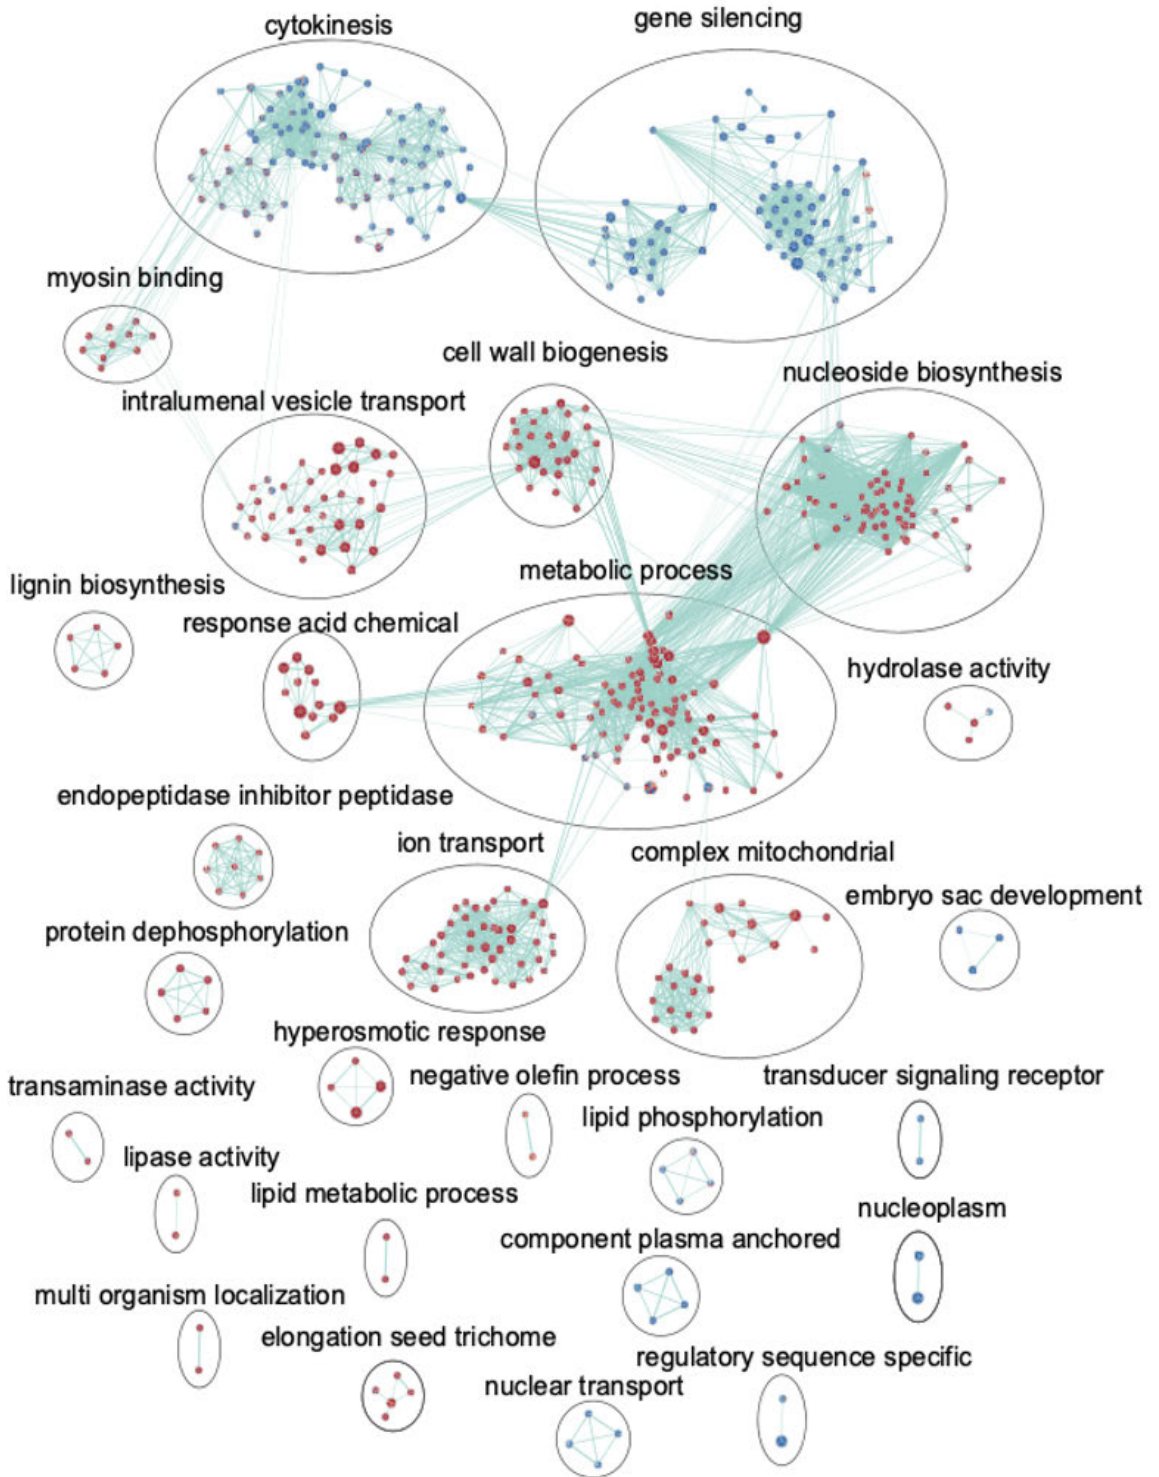 cytokinesis
gene silencing
myosin binding
cell wall biogenesis
nucleoside biosynthesis
intralumenal vesicle transport
metabolic process
lignin biosynthesis
response acid chemical
hydrolase activity
endopeptidase inhibitor peptidase
ion transport
complex mitochondrial
embryo sac development
protein dephosphorylation
hyperosmotic response
transaminase activity
negative olefin process
transducer signaling receptor
lipid phosphorylation
lipase activity
lipid metabolic process
nucleoplasm
component plasma anchored
multi organism localization
elongation seed trichome
regulatory sequence specific
nuclear transport